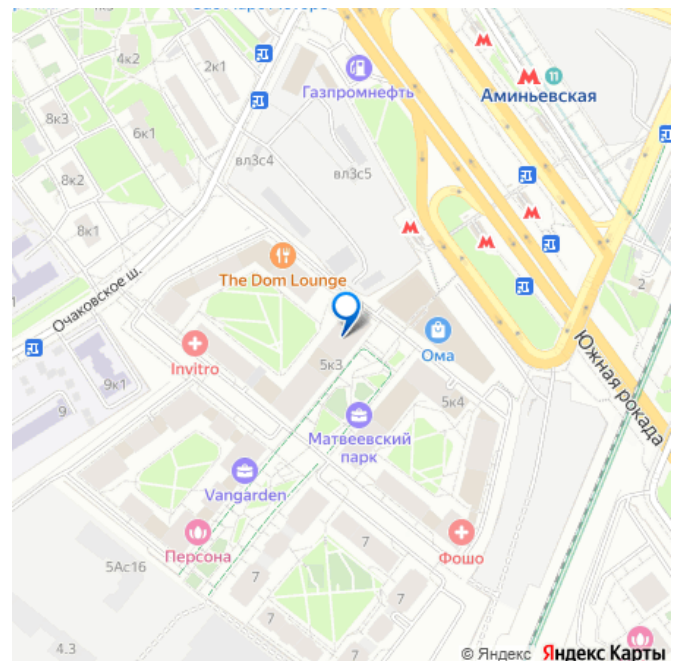 4к2
2к1
Газпромнефть
Аминьевская
11
8к3
6к1
вл3с4
вл3с5
8к2
8к1
2
The Dom Lounge
Очаковское ш.
Ома
Южная рокада
Invitro
5к3
9к1
9
5к4
Матвеевский
парк
Vangarden
Персона
Фошо
7
5Ас16
7
7
7
4.3
© Яндекс Яндекс Карты